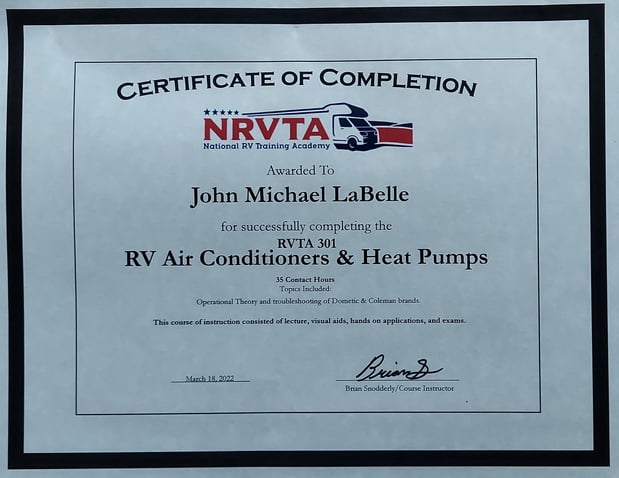 CERTIFICATE OF COMPLETION
NRVTA
National RV Training Academy
Awarded To
John Michael LaBelle
for successfully completing the
RVTA 301
RV Air Conditioners & Heat Pumps
35 Contact Hours
Topics Included:
Operational Theory and troubleshooting of Dometic & Coleman brands.
This course of instruction consisted of lecture, visual aids, hands on applications, and exams.
March 18, 2022
Brian S
Brian Snodderly/Course Instructor